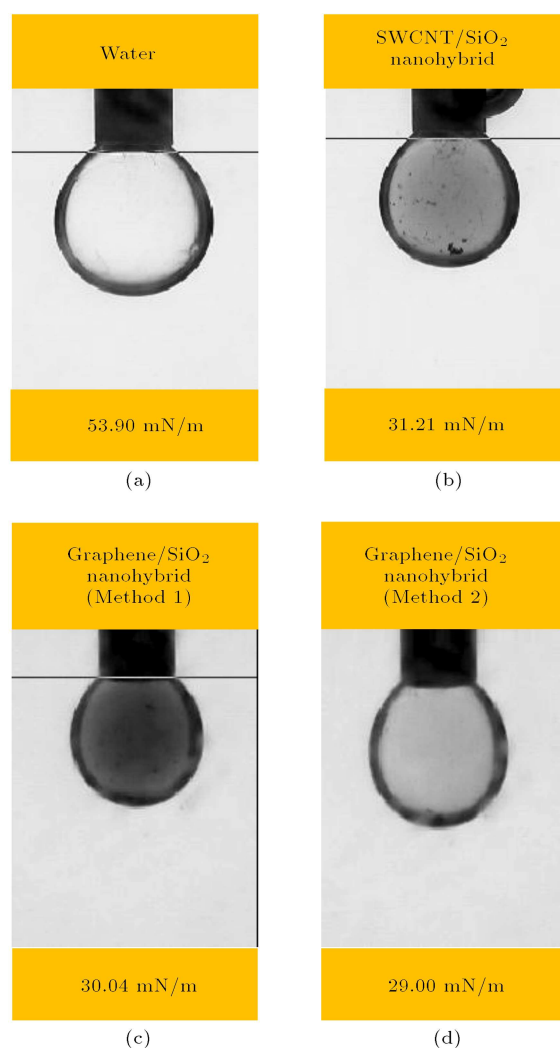 Water
SWCNT/SiO₂
nanohybrid
53.90 mN/m
31.21 mN/m
(a)
(b)
Graphene/SiO₂
nanohybrid
(Method 1)
Graphene/SiO₂
nanohybrid
(Method 2)
30.04 mN/m
29.00 mN/m
(c)
(d)